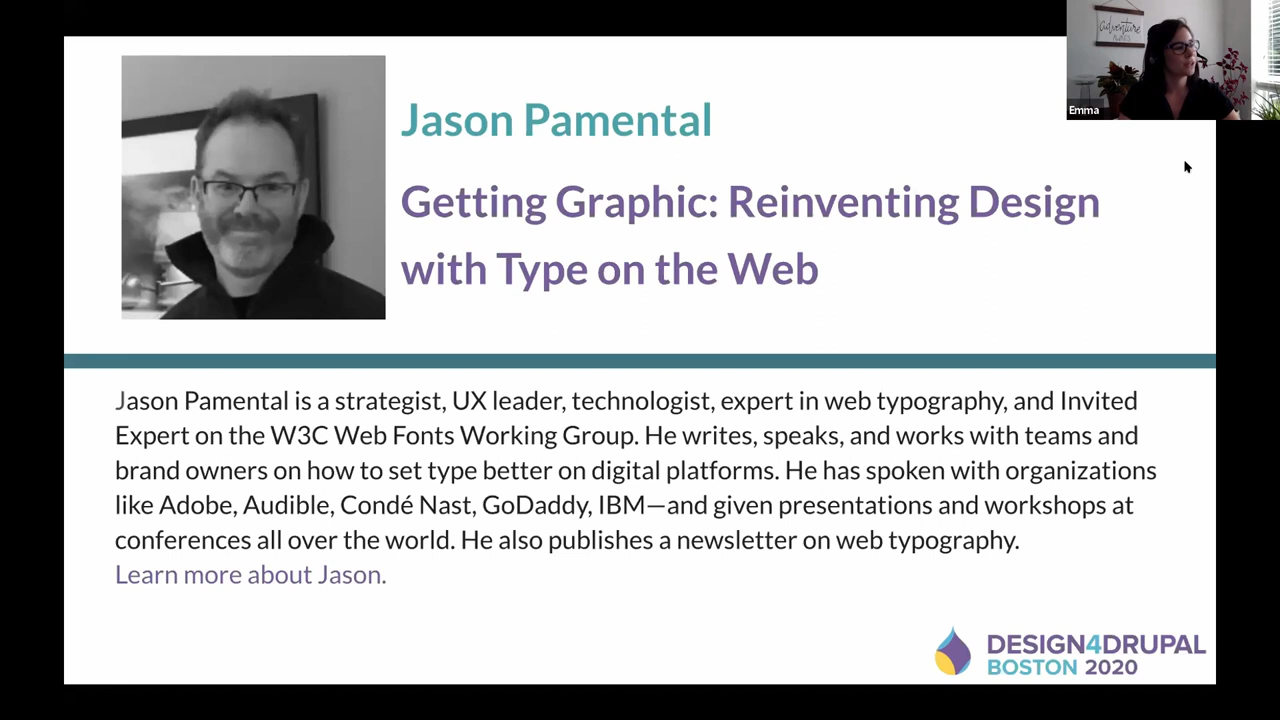 Jason Pamental
Getting Graphic: Reinventing Design
with Type on the Web
adventure
Emma
Jason Pamental is a strategist, UX leader, technologist, expert in web typography, and Invited
Expert on the W3C Web Fonts Working Group. He writes, speaks, and works with teams and
brand owners on how to set type better on digital platforms. He has spoken with organizations
like Adobe, Audible, Condé Nast, GoDaddy, IBM—and given presentations and workshops at
conferences all over the world. He also publishes a newsletter on web typography.
Learn more about Jason.
DESIGN4DRUPAL
BOSTON 2020